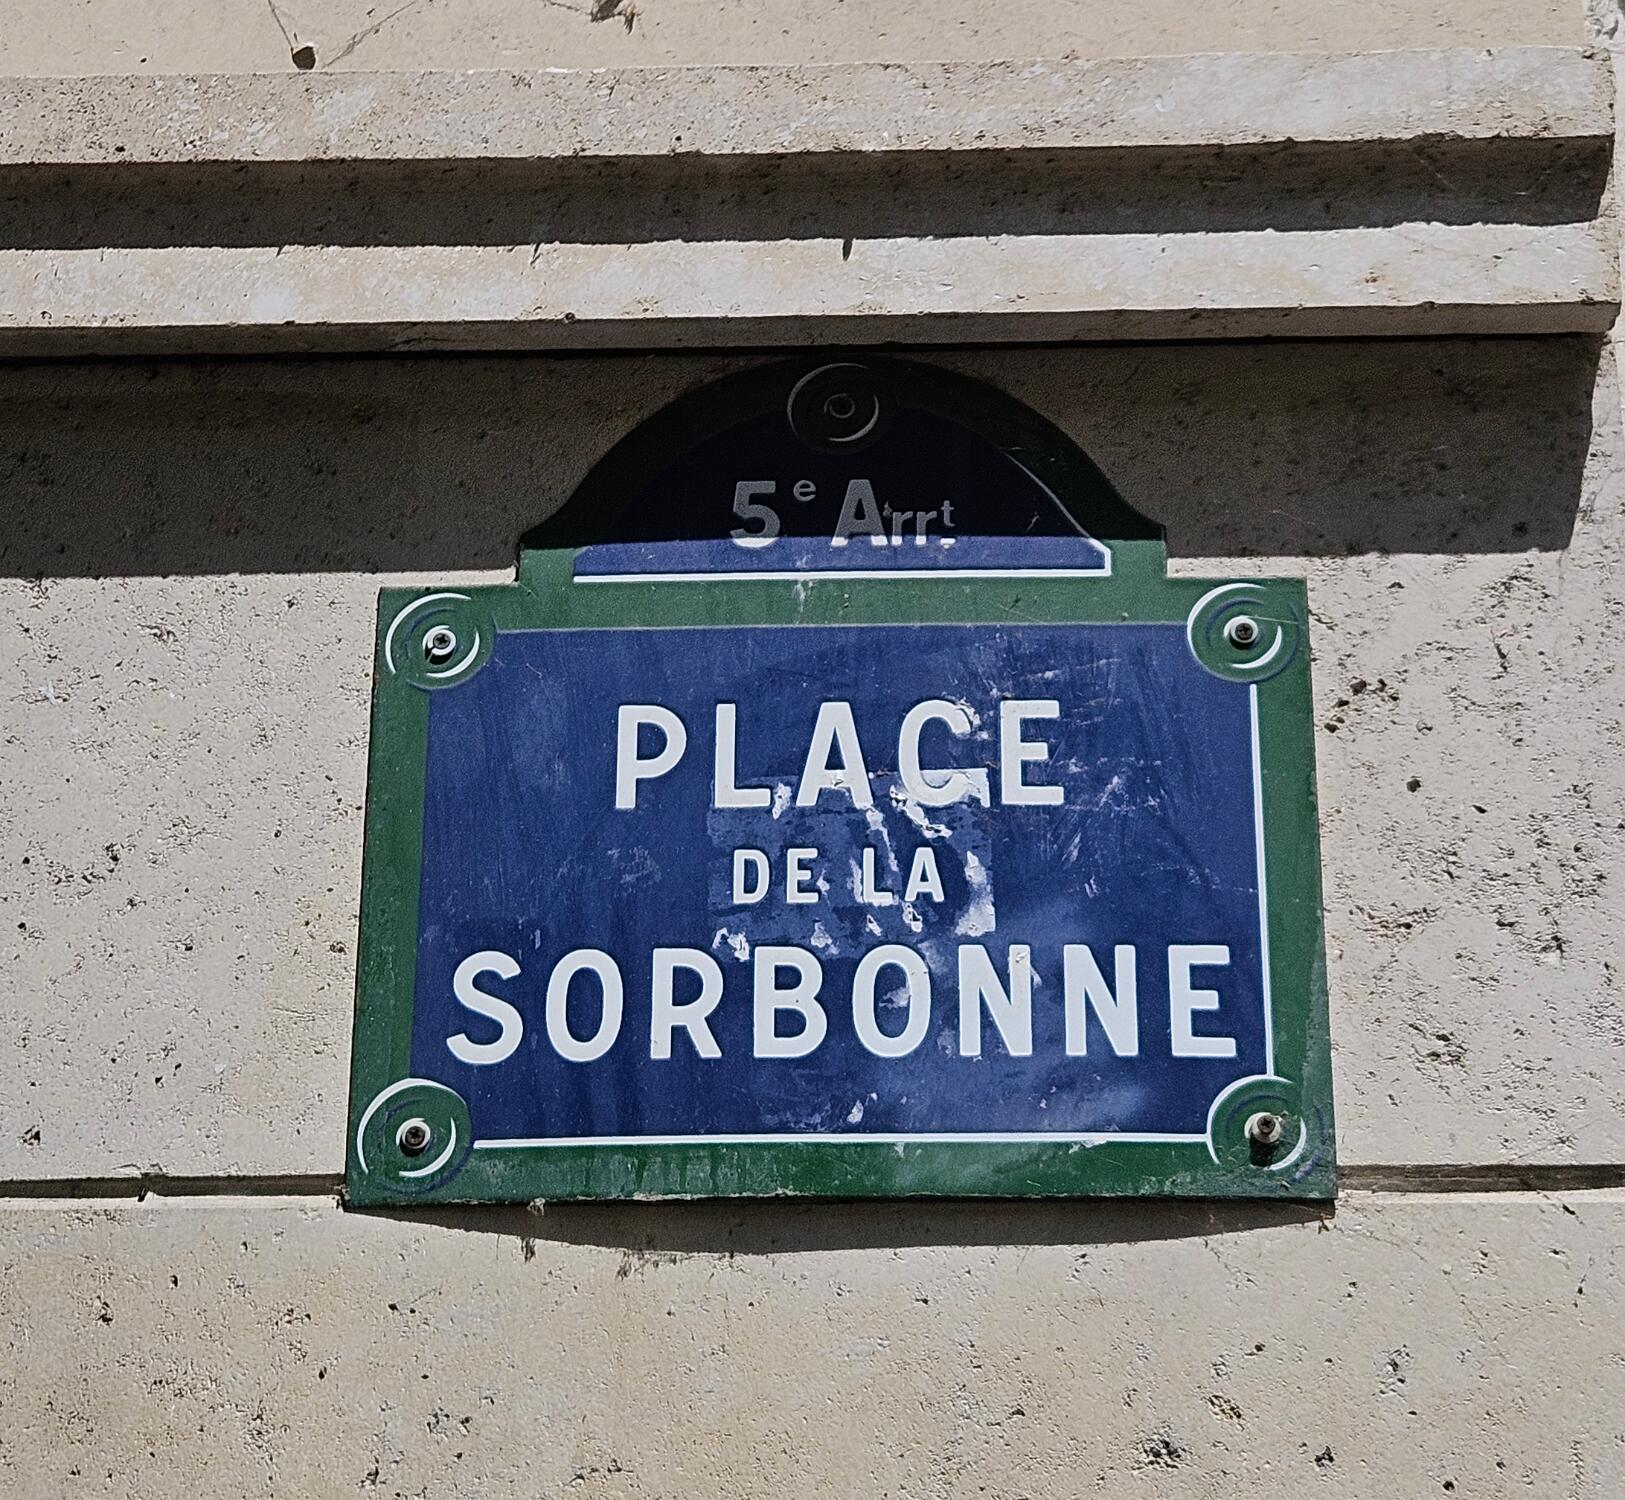 5e Arrt
PLACE
DE LA
SORBONNE